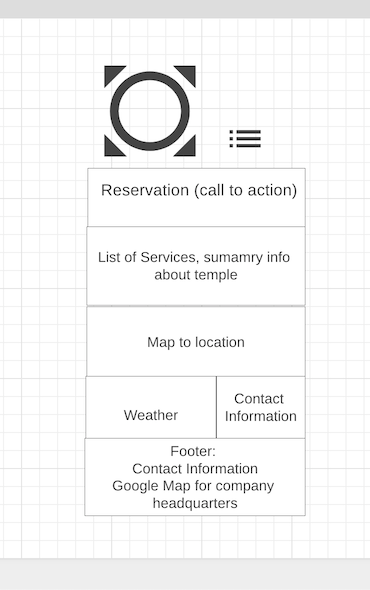 Reservation (call to action)
List of Services, sumamry info
about temple
Map to location
Weather
Contact
Information
Footer:
Contact Information
Google Map for company
headquarters